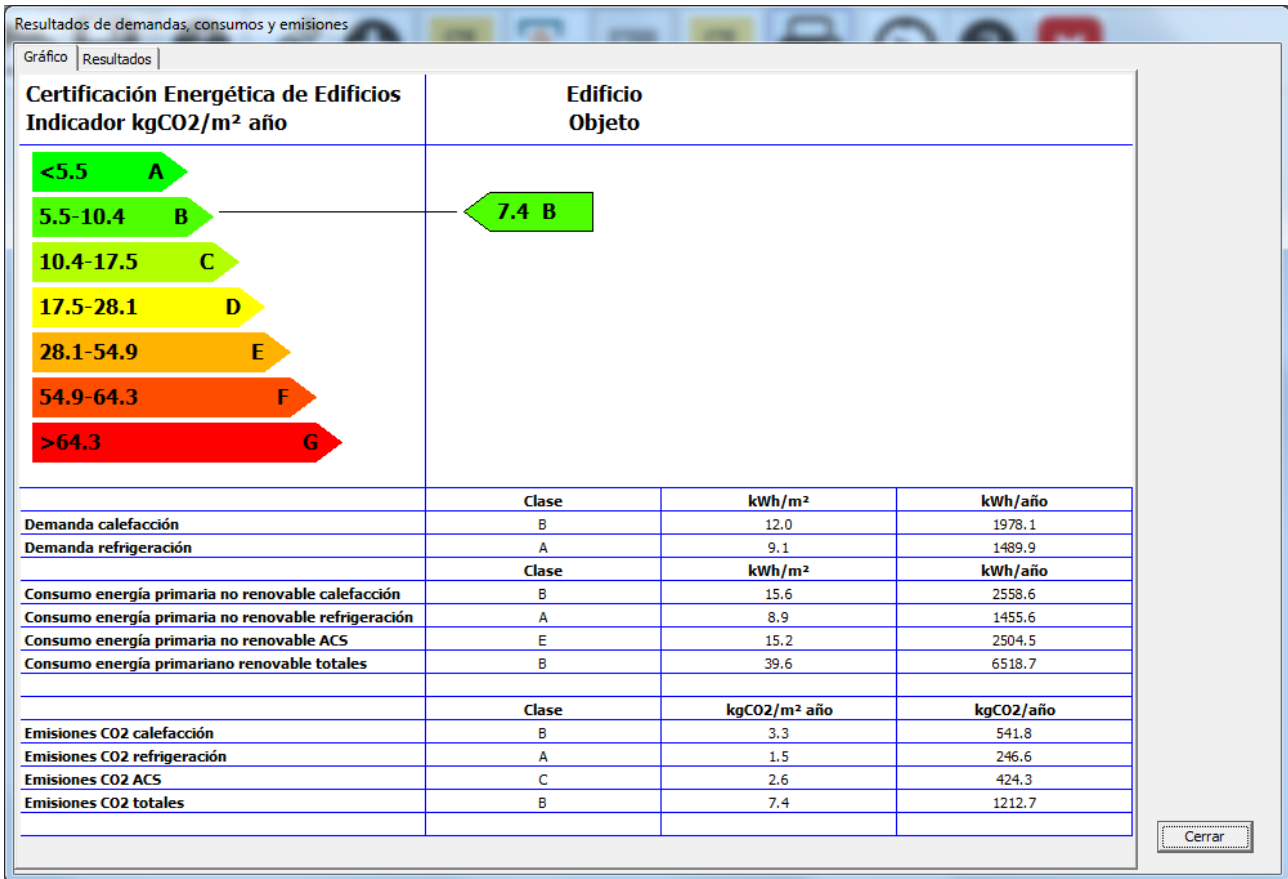 Resultados de demandas, consumos y emisiones
Gráfico Resultados
Certificación Energética de Edificios Edificio
Indicador kgCO2/m² año Objeto
<5.5 A
5.5-10.4 B 7.4 B
10.4-17.5 C
17.5-28.1 D
28.1-54.9 E
54.9-64.3 F
>64.3 G
Clase kWh/m² kWh/año
Demanda calefacción B 12.0 1978.1
Demanda refrigeración A 9.1 1489.9
Clase kWh/m² kWh/año
Consumo energía primaria no renovable calefacción B 15.6 2558.6
Consumo energía primaria no renovable refrigeración A 8.9 1455.6
Consumo energía primaria no renovable ACS E 15.2 2504.5
Consumo energía primariano renovable totales B 39.6 6518.7
Clase kgCO2/m² año kgCO2/año
Emisiones CO2 calefacción B 3.3 541.8
Emisiones CO2 refrigeración A 1.5 246.6
Emisiones CO2 ACS C 2.6 424.3
Emisiones CO2 totales B 7.4 1212.7
Cerrar